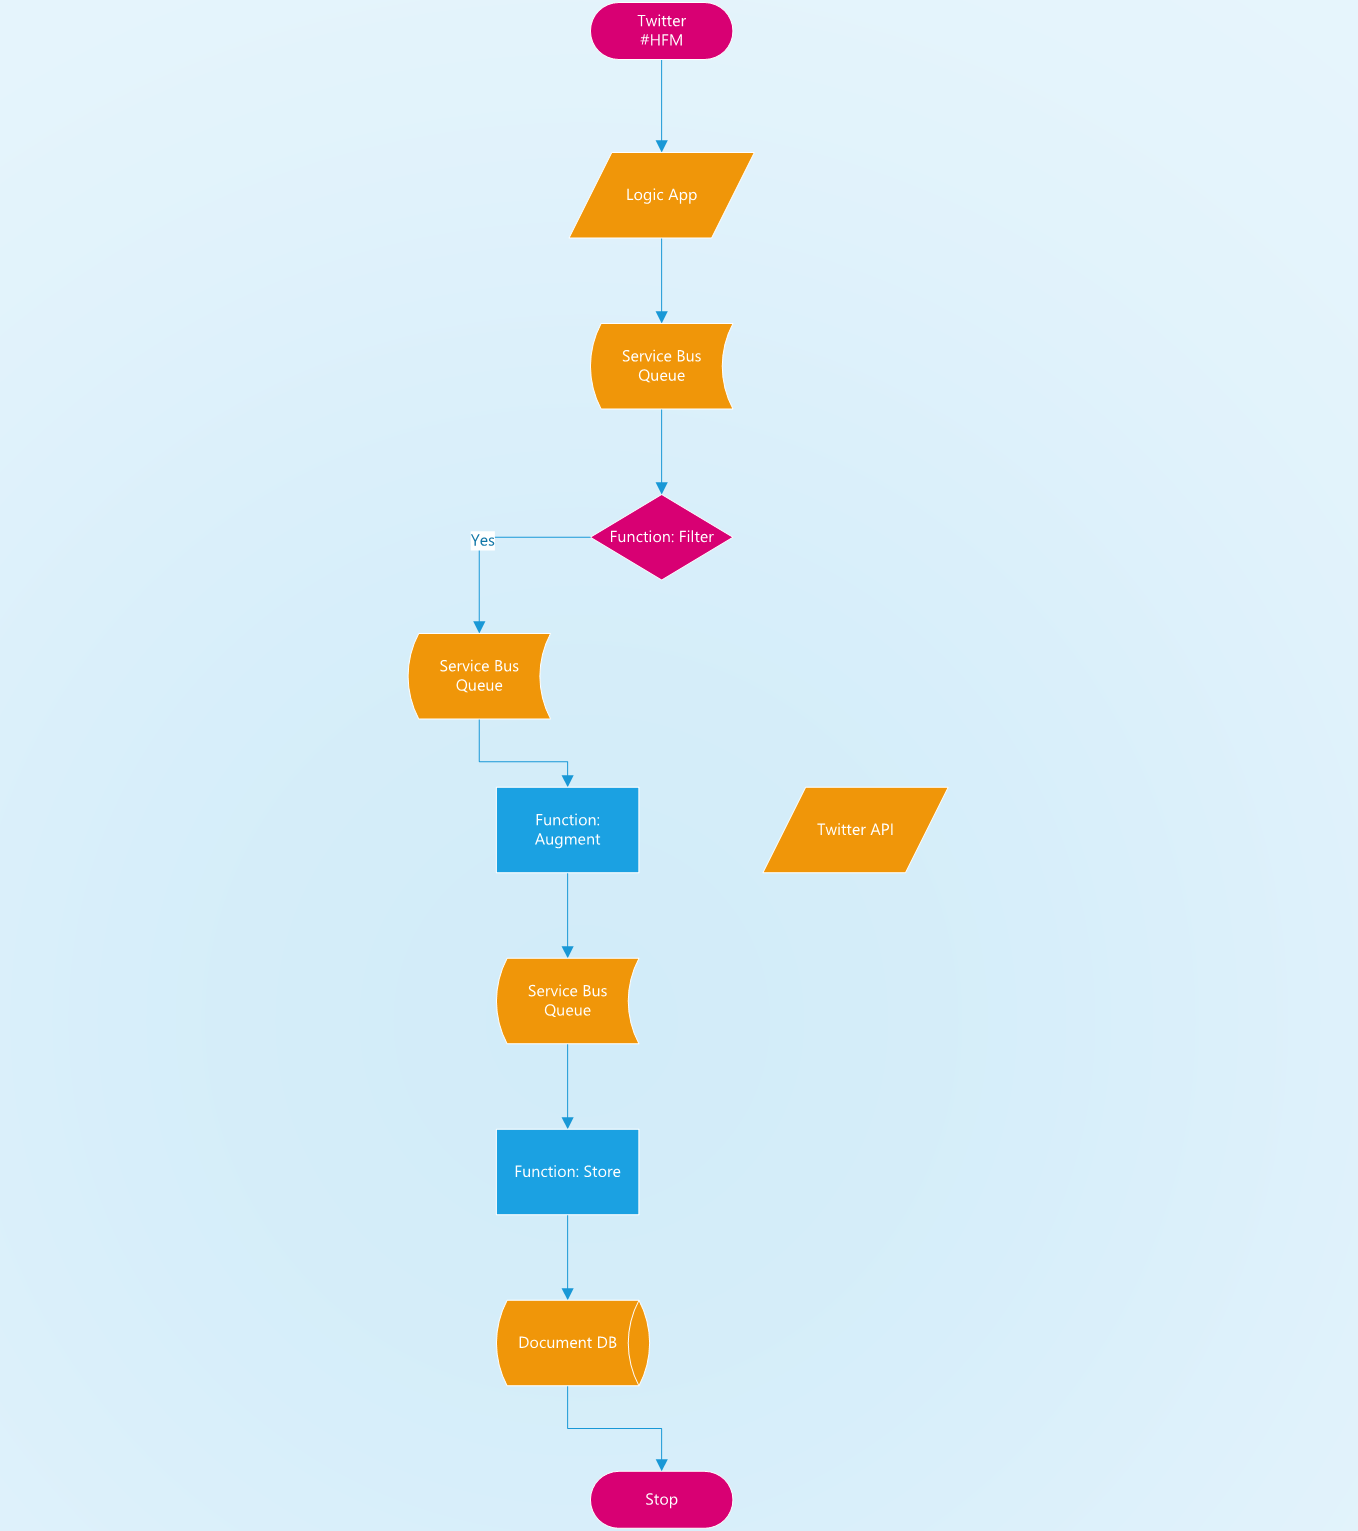 Twitter
#HFM
Logic App
Service Bus
Queue
Function: Filter
Yes
Service Bus
Queue
Function:
Augment
Twitter API
Service Bus
Queue
Function: Store
Document DB
Stop